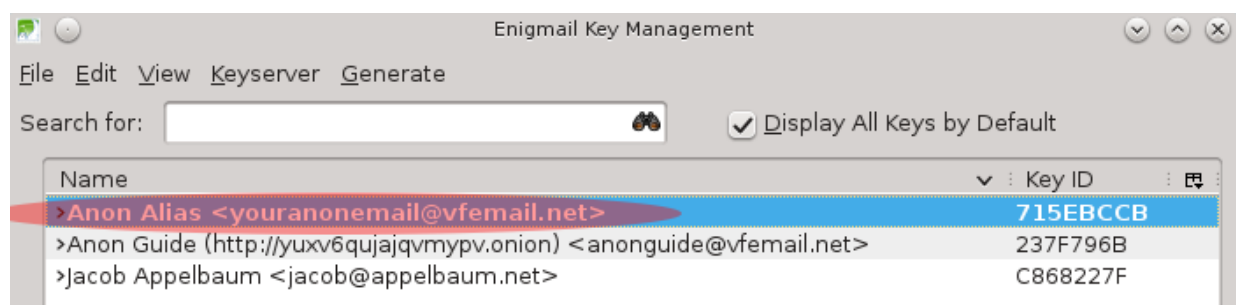 Enigmail Key Management
File Edit View Keyserver Generate
Search for: Display All Keys by Default
Name Key ID
>Anon Alias <youranonemail@vfemail.net> 715EBCCB
>Anon Guide (http://yuxv6qujajqvmypv.onion) <anonguide@vfemail.net> 237F796B
>Jacob Appelbaum <jacob@appelbaum.net> C868227F